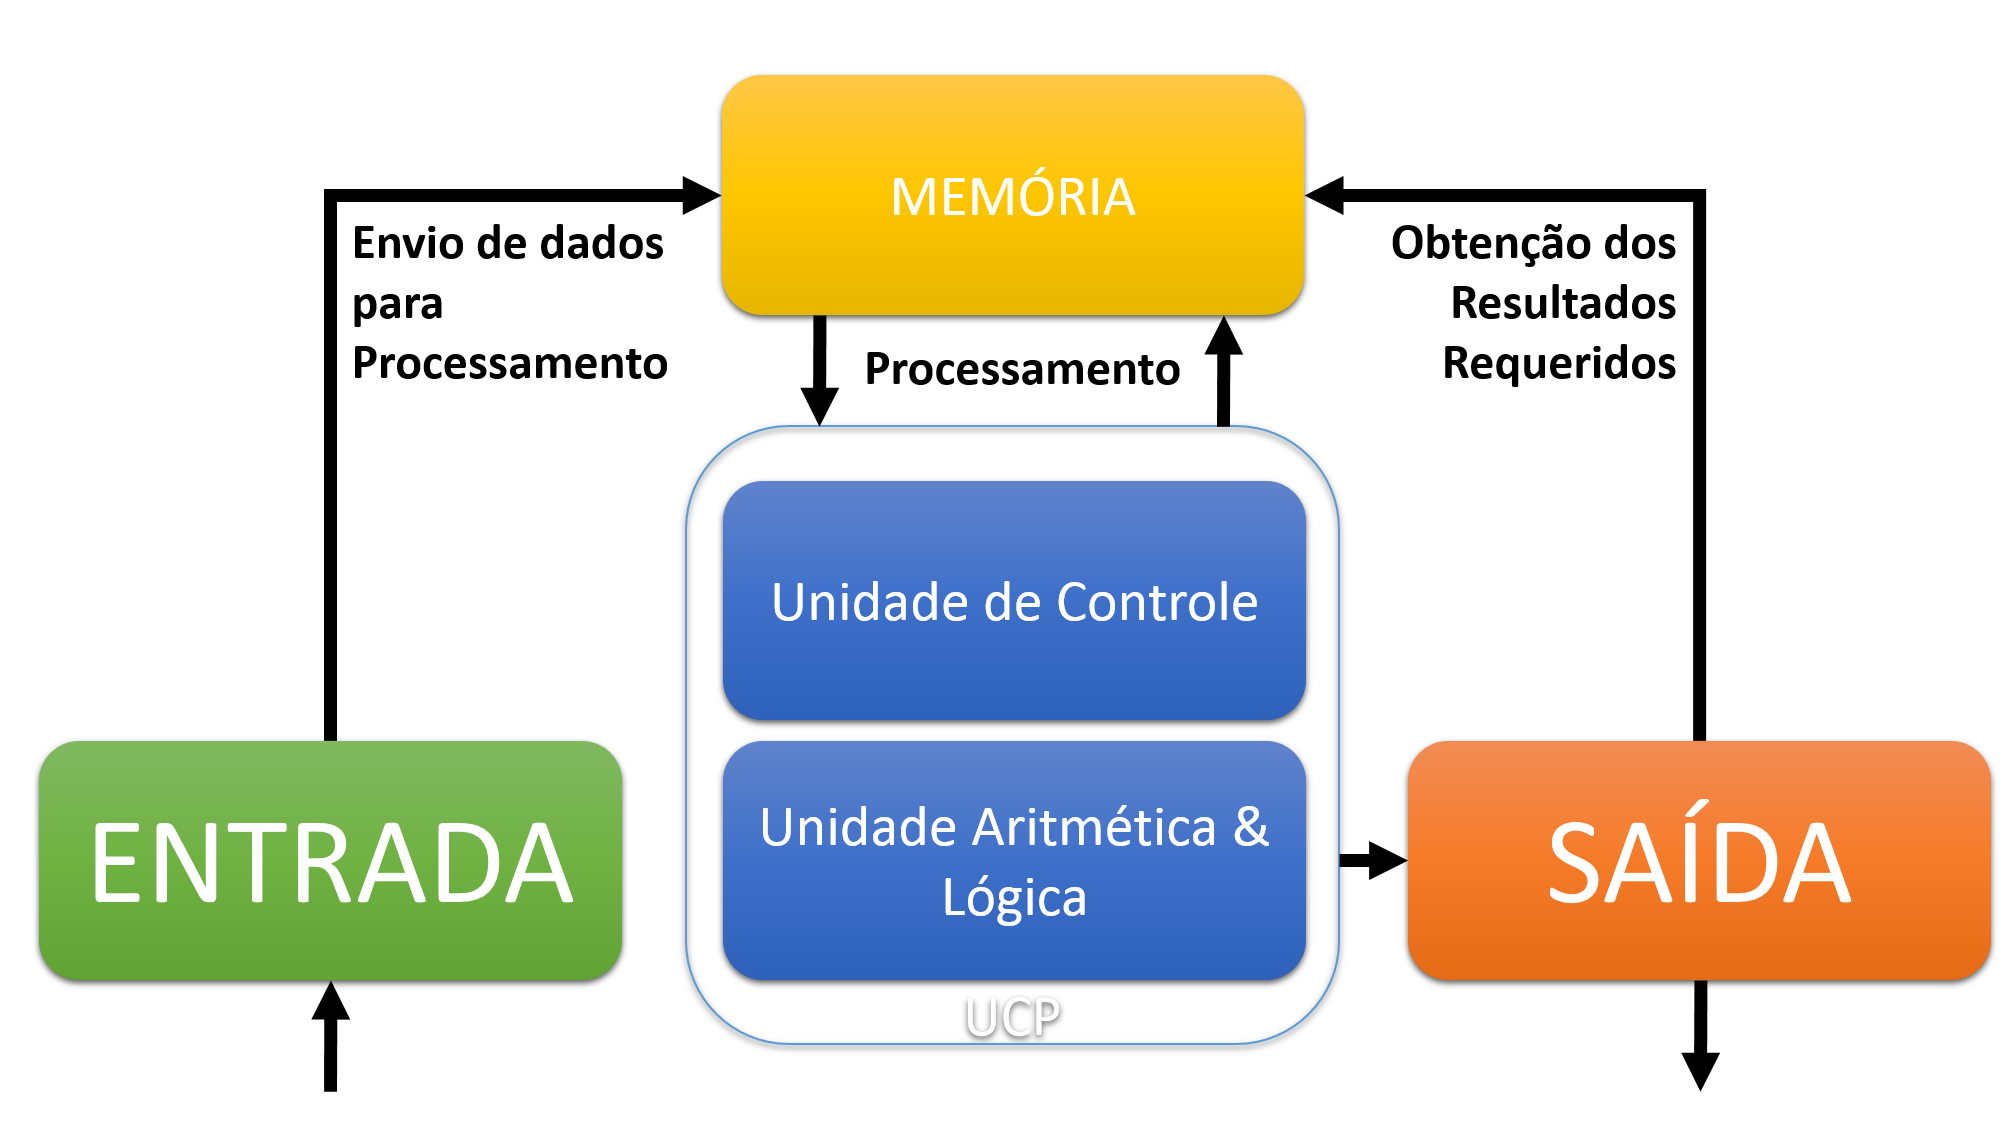 MEMÓRIA
Envio de dados
para
Processamento
Processamento
Obtenção dos
Resultados
Requeridos
Unidade de Controle
Unidade Aritmética &
Lógica
UCP
ENTRADA
SAÍDA